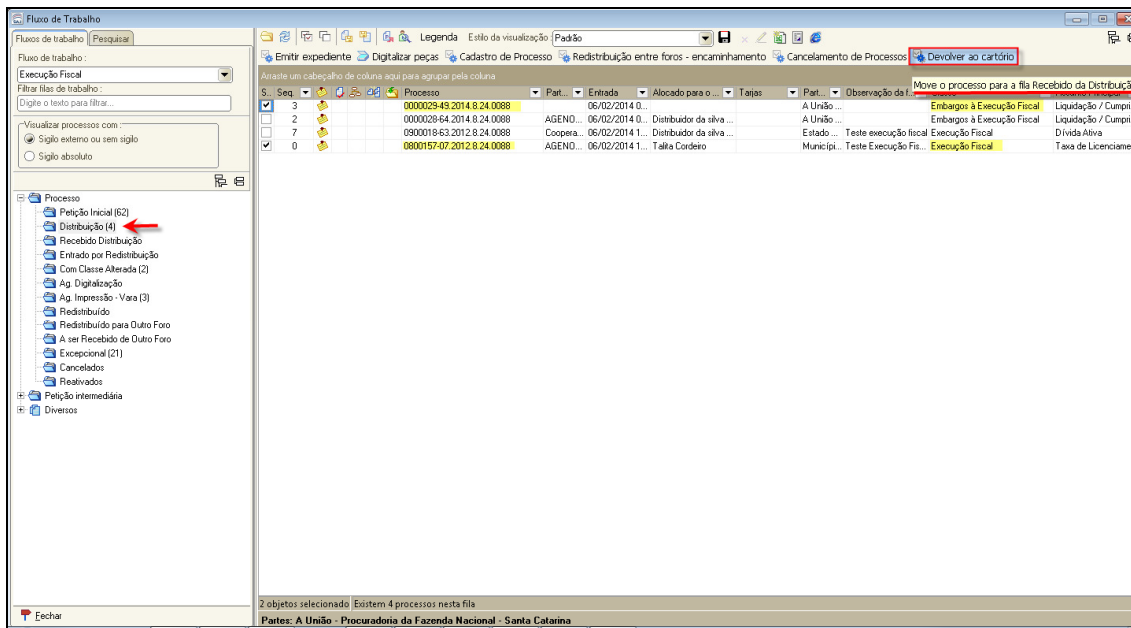 Fluxo de Trabalho
Fluxos de trabalho Pesquisar
Fluxo de trabalho :
Execução Fiscal
Filtrar filas de trabalho :
Digite o texto para filtrar...
Visualizar processos com :
Sigilo externo ou sem sigilo
Sigilo absoluto
Processo
Petição Inicial (62)
Distribuição (4)
Recebido Distribuição
Entrado por Redistribuição
Com Classe Alterada (2)
Ag. Digitalização
Ag. Impressão - Vara (3)
Redistribuído
Redistribuído para Outro Foro
A ser Recebido de Outro Foro
Excepcional (21)
Cancelados
Reativados
Petição intermediária
Diversos
Fechar
Legenda Estilo da visualização : Padrão
Emitir expediente Digitalizar peças Cadastro de Processo Redistribuição entre foros - encaminhamento Cancelamento de Processos Devolver ao cartório
Arraste um cabeçalho de coluna aqui para agrupar pela coluna
Move o processo para a fila Recebido da Distribuiçã
S... Seq. Processo Part... Entrada Alocado para o ... Tarjas Part... Observação da f...
3 0000029-49.2014.8.24.0088 06/02/2014 0... A União ... Embargos à Execução Fiscal Liquidação / Cumpri
2 0000028-64.2014.8.24.0088 AGENO... 06/02/2014 0... Distribuidor da silva ... A União ... Embargos à Execução Fiscal Liquidação / Cumpri
7 0900018-63.2012.8.24.0088 Coopera... 06/02/2014 1... Distribuidor da silva ... Estado ... Teste execução fiscal Execução Fiscal Dívida Ativa
0 0800157-07.2012.8.24.0088 AGENO... 06/02/2014 1... Talita Cordeiro Municípi... Teste Execução Fis... Execução Fiscal Taxa de Licenciame
2 objetos selecionado Existem 4 processos nesta fila
Partes: A União - Procuradoria da Fazenda Nacional - Santa Catarina